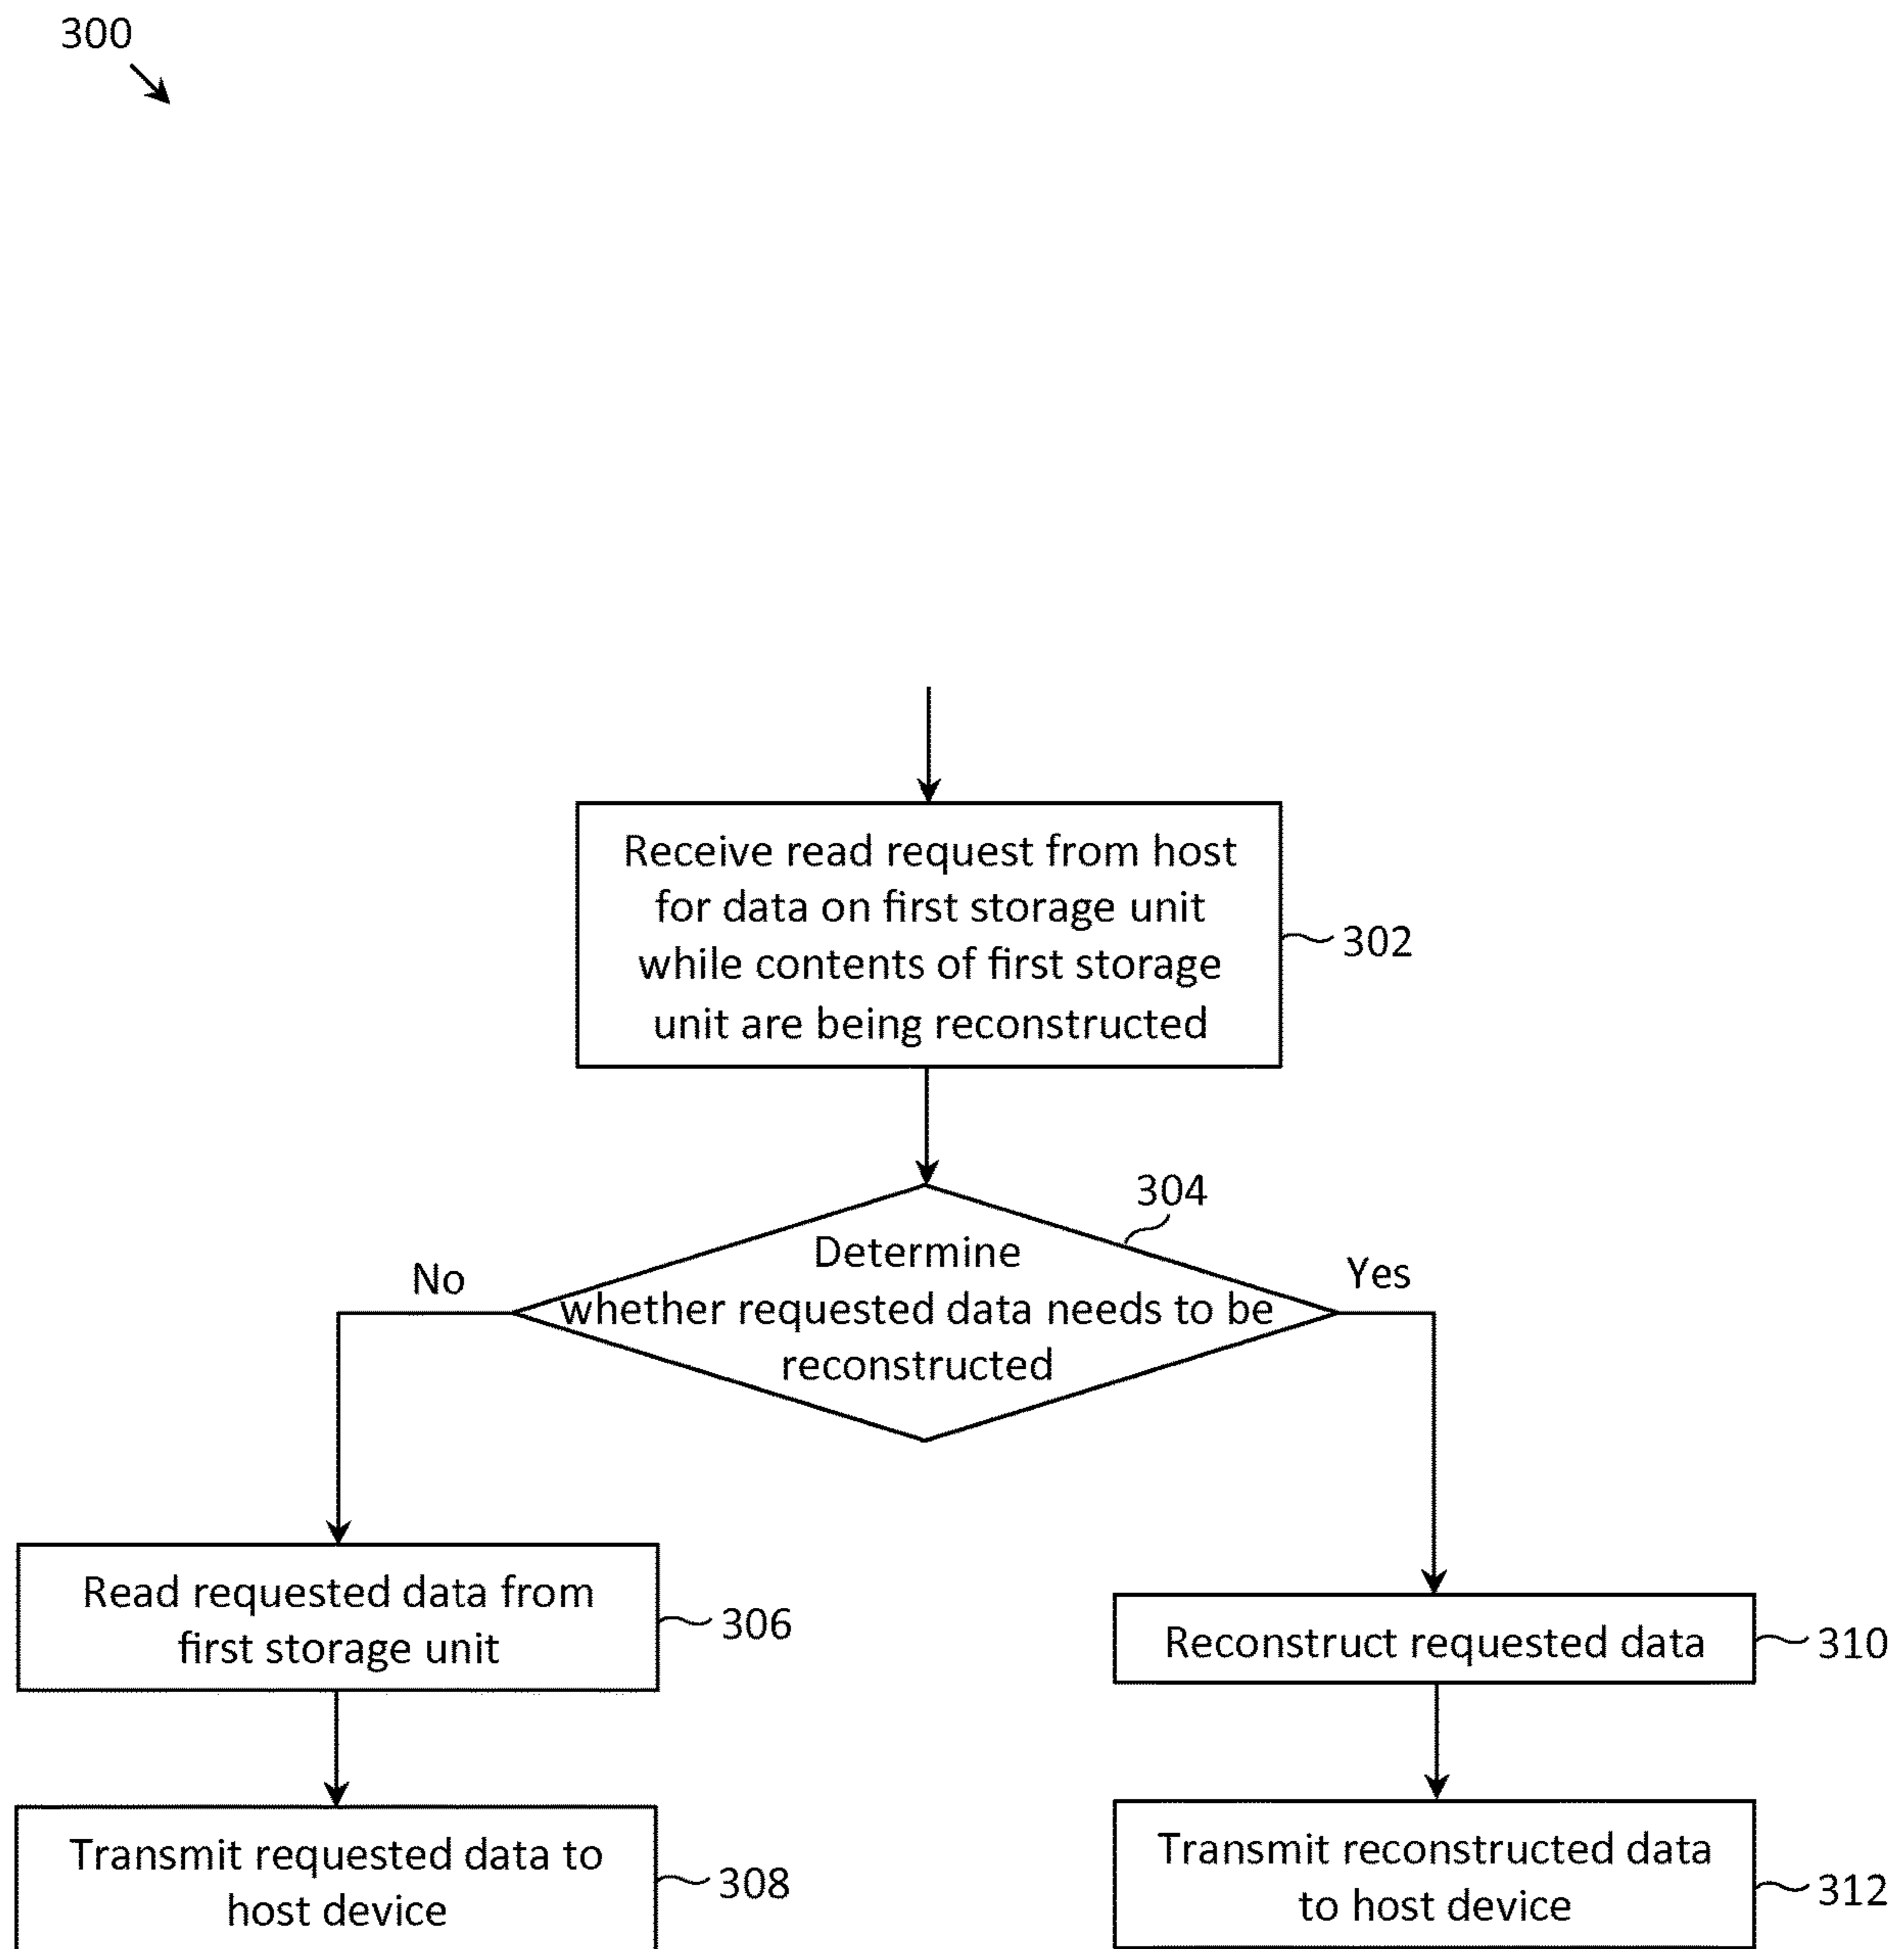 300
Receive read request from host
for data on first storage unit
while contents of first storage
unit are being reconstructed
302
304
Determine
whether requested data needs to be
reconstructed
No
Yes
Read requested data from
first storage unit
306
Reconstruct requested data
310
Transmit requested data to
host device
308
Transmit reconstructed data
to host device
312